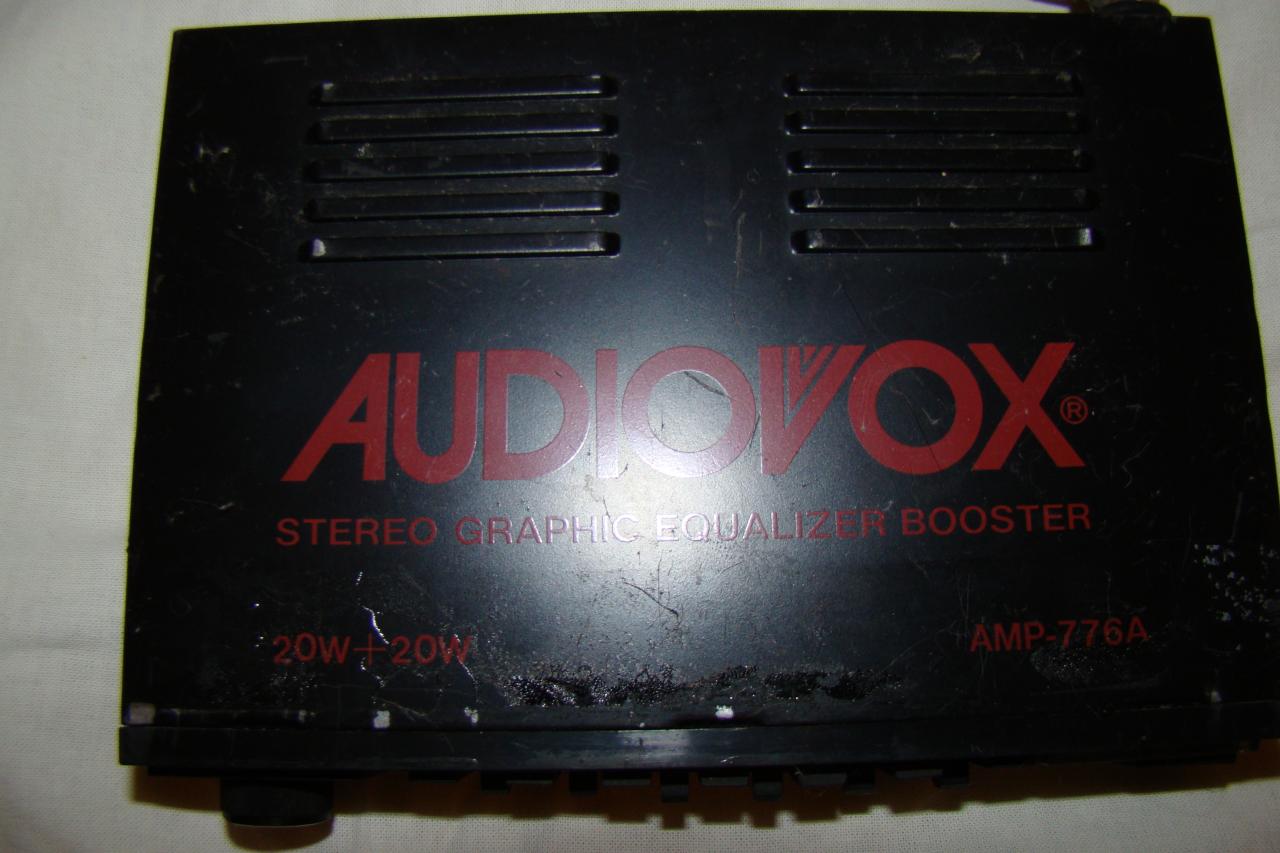 AUDIOVOX®
STEREO GRAPHIC EQUALIZER BOOSTER
20W+20W AMP-776A